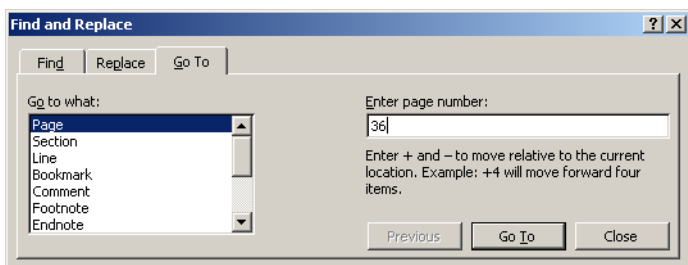 Find and Replace
Find Replace Go To
Go to what:
Page
Section
Line
Bookmark
Comment
Footnote
Endnote
Enter page number:
36
Enter + and – to move relative to the current
location. Example: +4 will move forward four
items.
Previous Go To Close